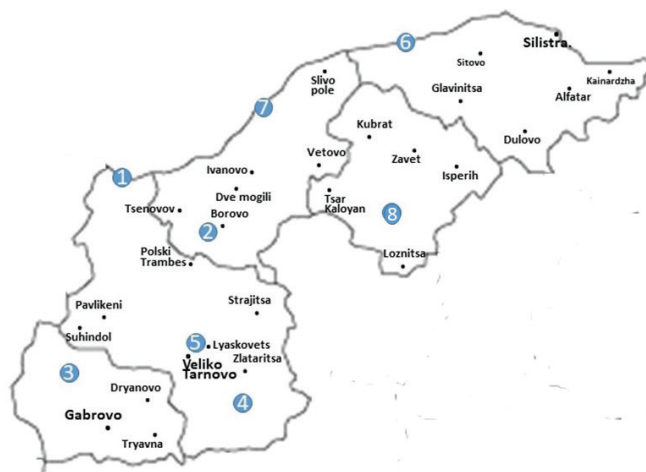 6
Silistra
Sitovo
Kainardzha
Slivo
pole
Glavinitsa
Alfatar
7
Kubrat
Dulovo
Zavet
Vetovo
Ivanovo
Isperih
1
Dve mogili
Tsar
Kaloyan
Tsenovov
Borovo
8
2
Polski
Trambes
Loznitsa
Strajitsa
Pavlikeni
Suhindol
5
Lyaskovets
Veliko
Tarnovo
Zlataritsa
3
Dryanovo
4
Gabrovo
Tryavna